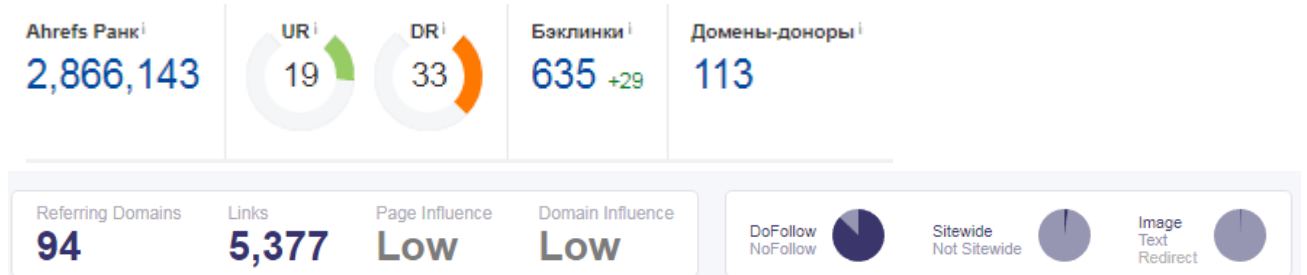 Ahrefs Ранк i UR i DR i Бэклинки i Домены-доноры i
2,866,143 19 33 635 +29 113
Referring Domains Links Page Influence Domain Influence
94 5,377 Low Low
DoFollow
NoFollow
Sitewide
Not Sitewide
Image
Text
Redirect